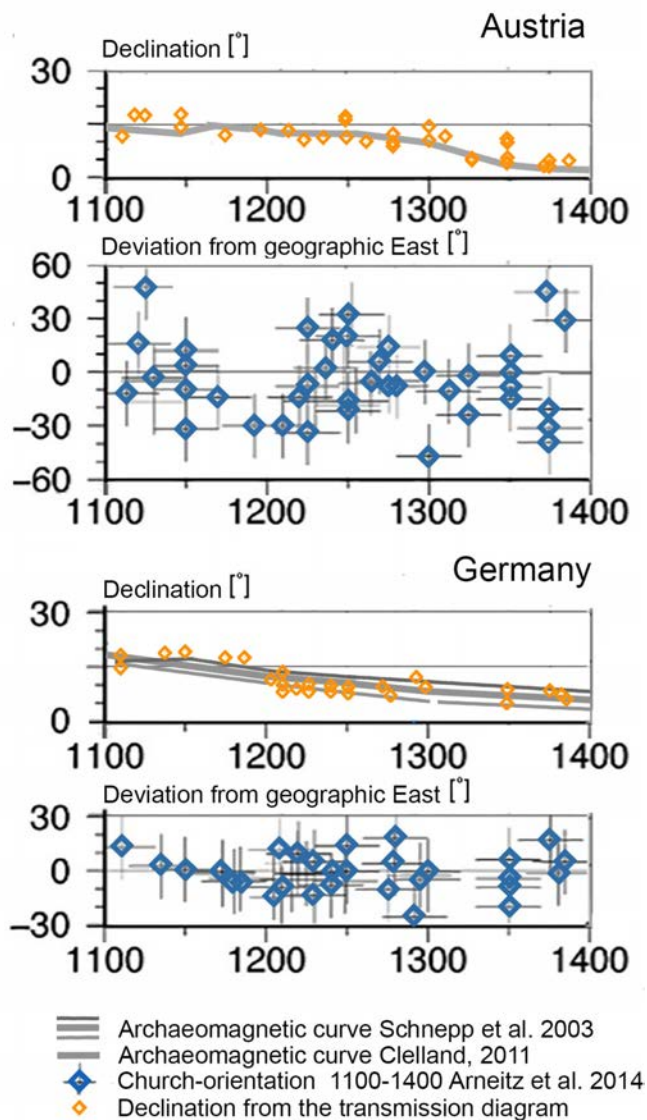 Austria
Declination [°]
30
0
1100 1200 1300 1400
Deviation from geographic East [°]
60
30
0
−30
−60
1100 1200 1300 1400
Germany
Declination [°]
30
0
1100 1200 1300 1400
Deviation from geographic East [°]
30
0
−30
1100 1200 1300 1400
Archaeomagnetic curve Schnepp et al. 2003
Archaeomagnetic curve Clelland, 2011
Church-orientation 1100-1400 Arneitz et al. 2014
Declination from the transmission diagram